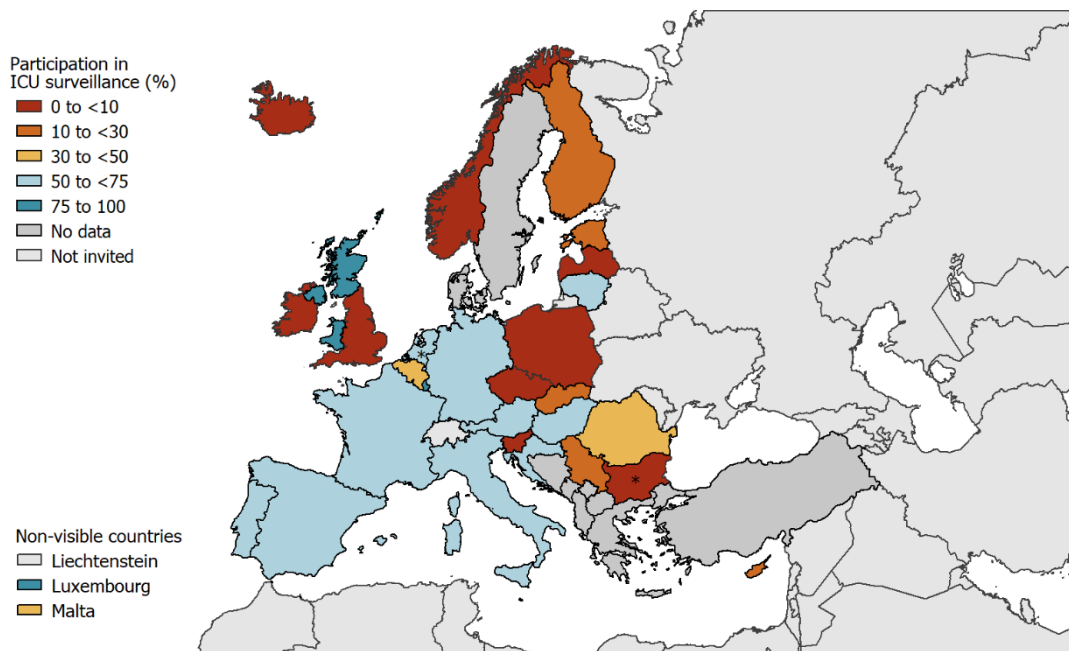 Participation in
ICU surveillance (%)
0 to <10
10 to <30
30 to <50
50 to <75
75 to 100
No data
Not invited
*
*
Non-visible countries
Liechtenstein
Luxembourg
Malta